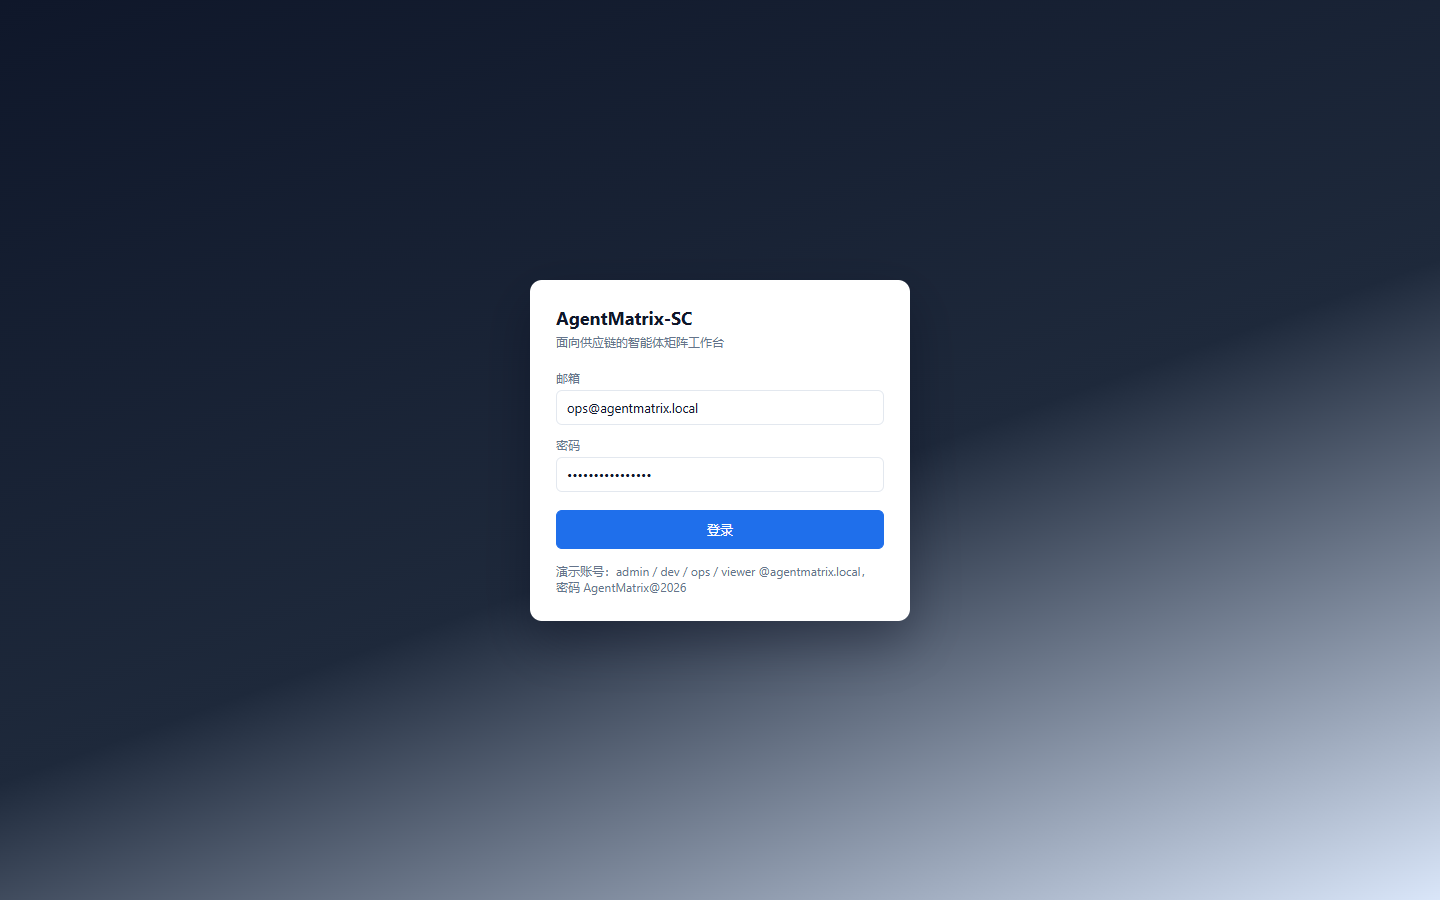 AgentMatrix-SC
面向供应链的智能体矩阵工作台
邮箱
ops@agentmatrix.local
密码
••••••••••••••••
登录
演示账号：admin / dev / ops / viewer @agentmatrix.local，
密码 AgentMatrix@2026